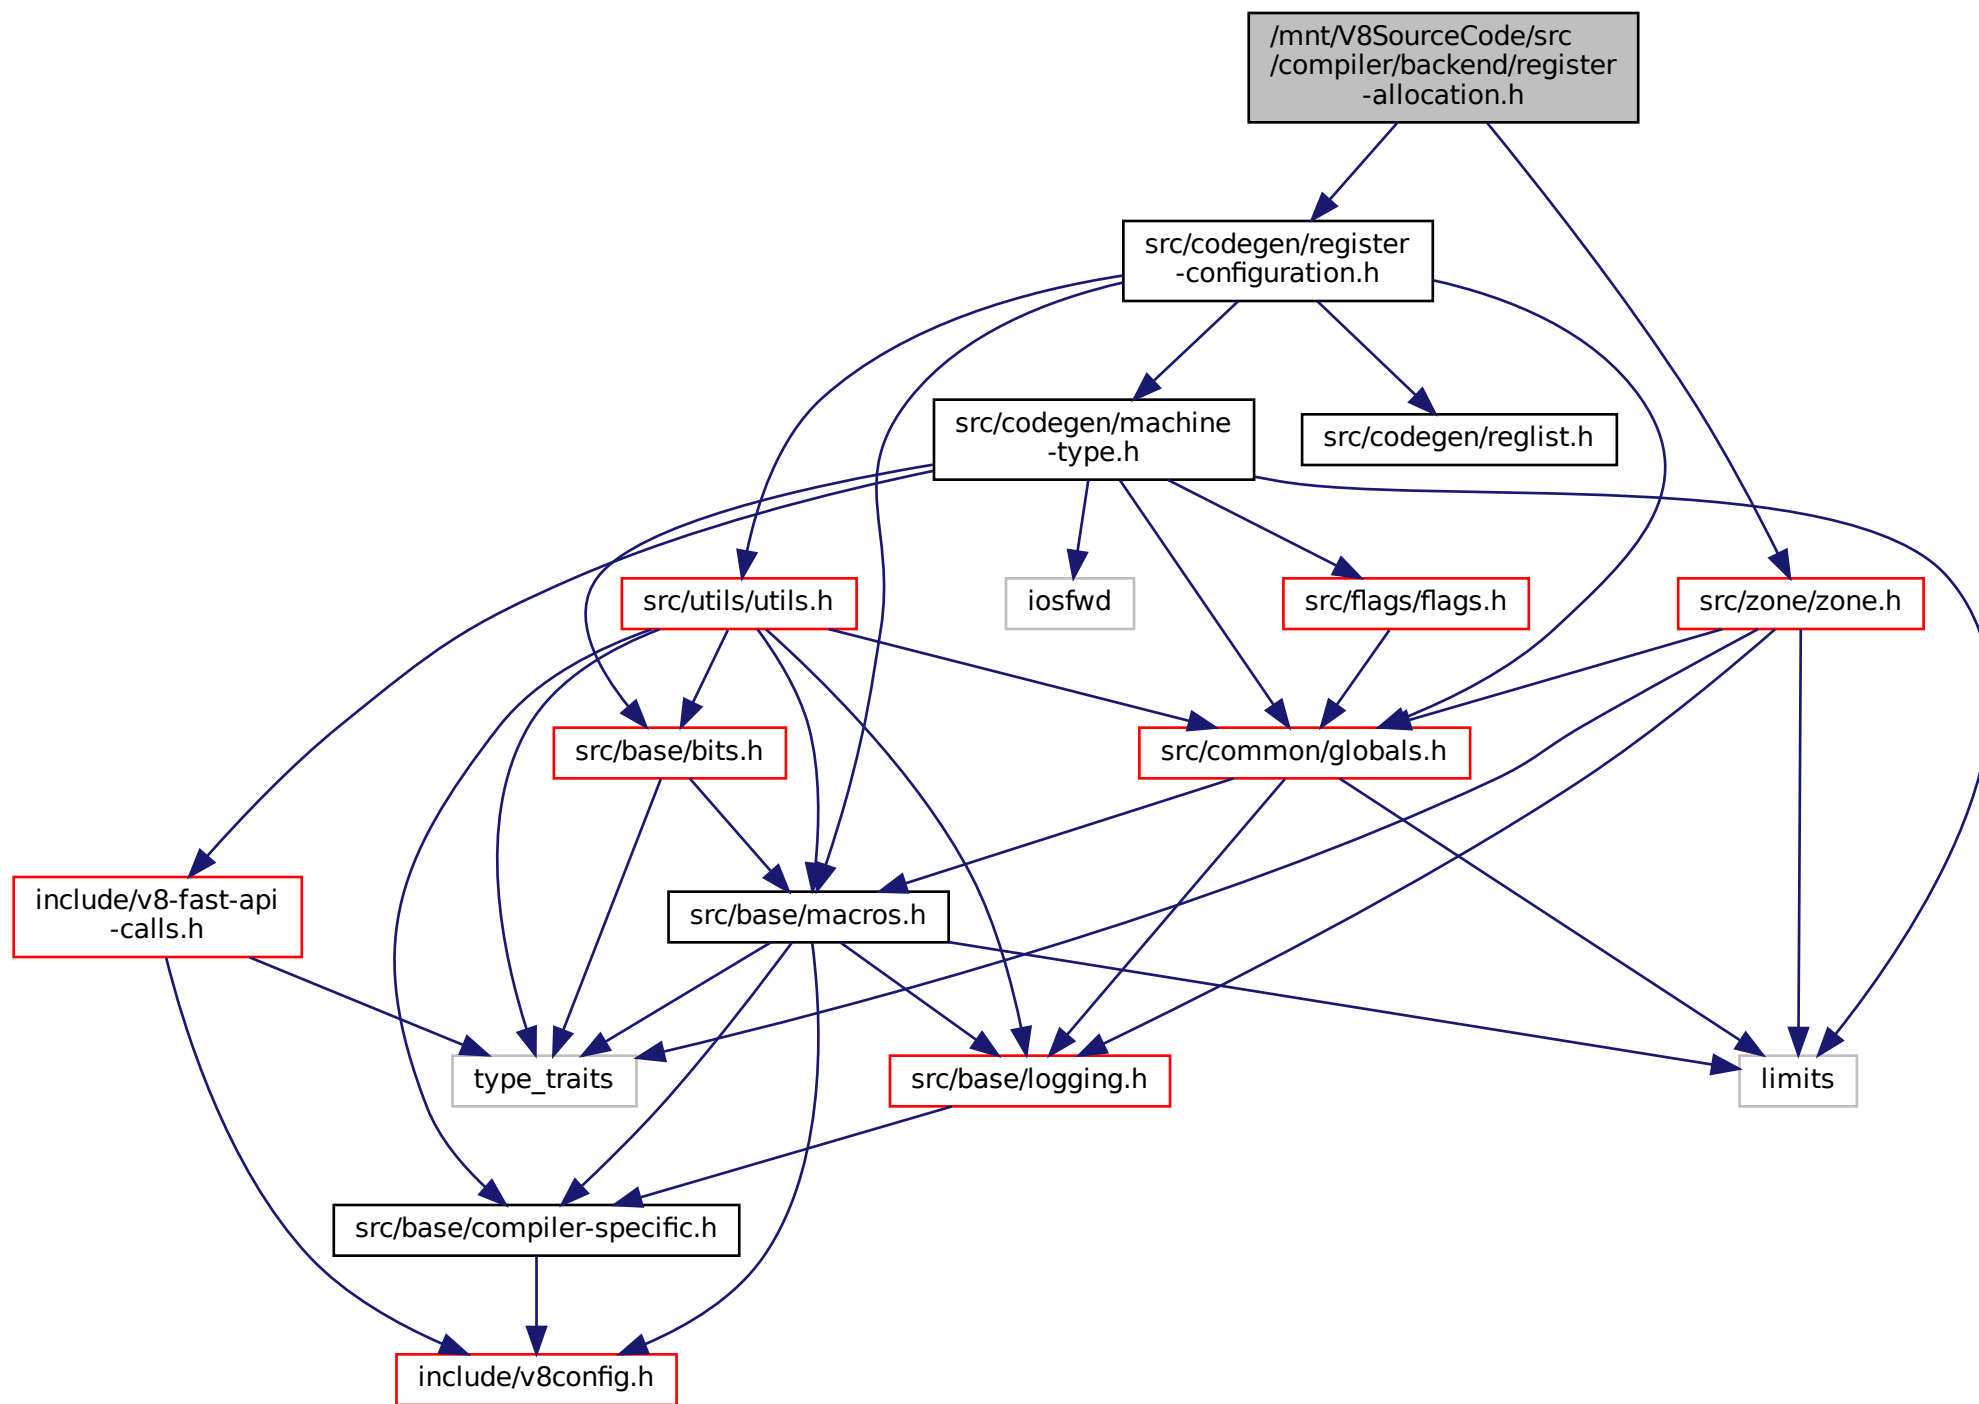 /mnt/V8SourceCode/src
/compiler/backend/register
-allocation.h
src/codegen/register
-configuration.h
src/codegen/machine
-type.h
src/codegen/reglist.h
src/utils/utils.h
iosfwd
src/flags/flags.h
src/zone/zone.h
src/base/bits.h
src/common/globals.h
include/v8-fast-api
-calls.h
src/base/macros.h
type_traits
src/base/logging.h
limits
src/base/compiler-specific.h
include/v8config.h